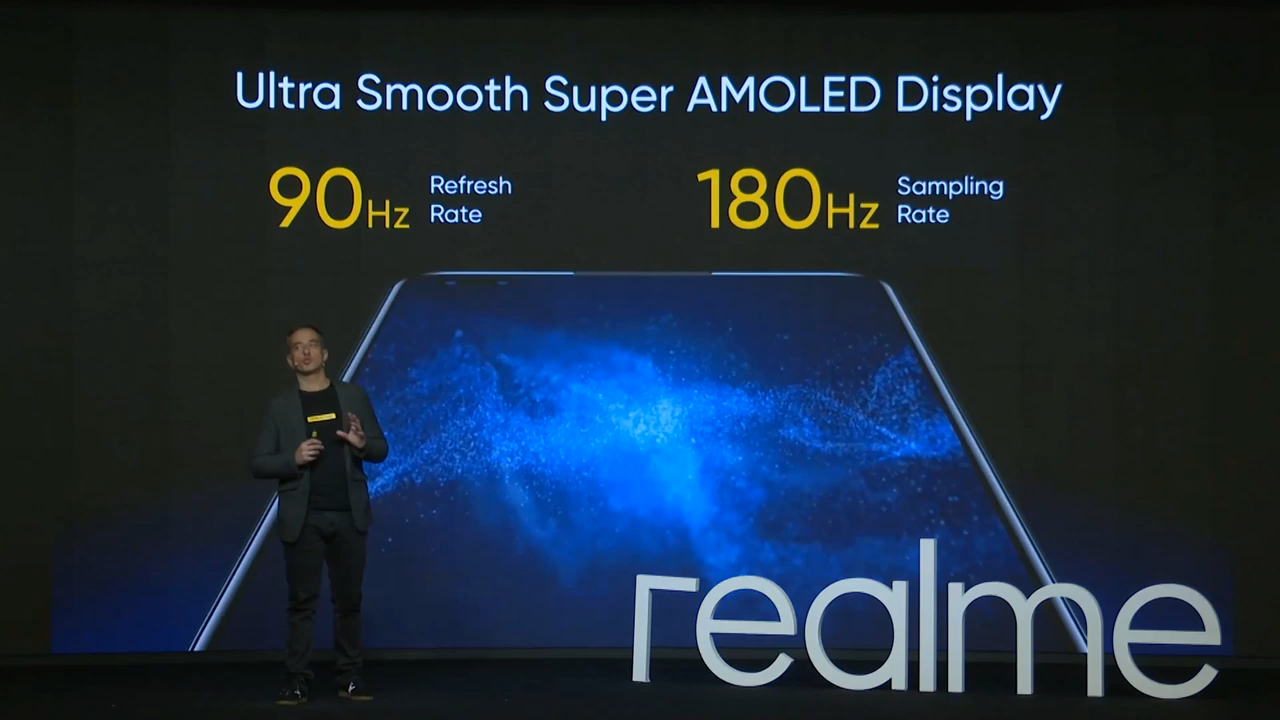 Ultra Smooth Super AMOLED Display
90Hz Refresh Rate
180Hz Sampling Rate
realme